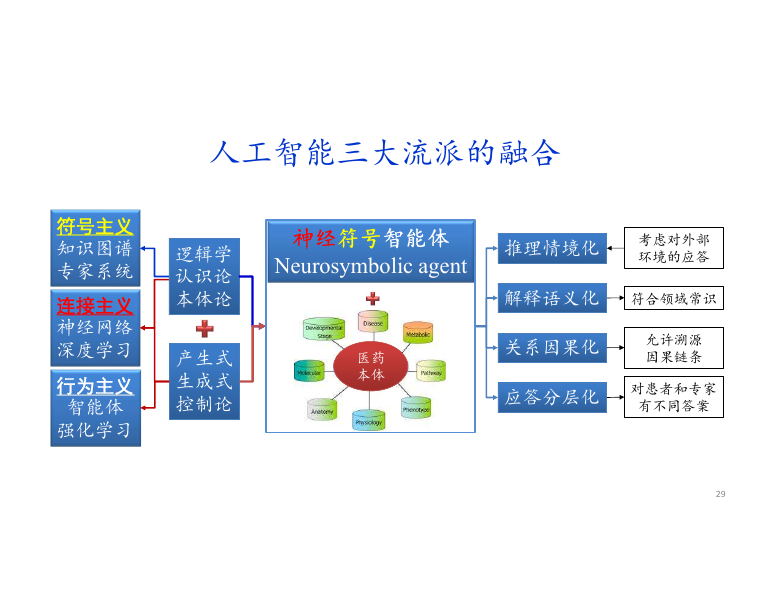 人工智能三大流派的融合
符号主义
知识图谱
专家系统
连接主义
神经网络
深度学习
行为主义
智能体
强化学习
逻辑学
认识论
本体论
产生式
生成式
控制论
神经符号智能体
Neurosymbolic agent
Disease
Developmental
Stage
Metabolic
Molecular
医药
本体
Pathway
Anatomy
Phenotype
Physiology
推理情境化
解释语义化
关系因果化
应答分层化
考虑对外部
环境的应答
符合领域常识
允许溯源
因果链条
对患者和专家
有不同答案
29